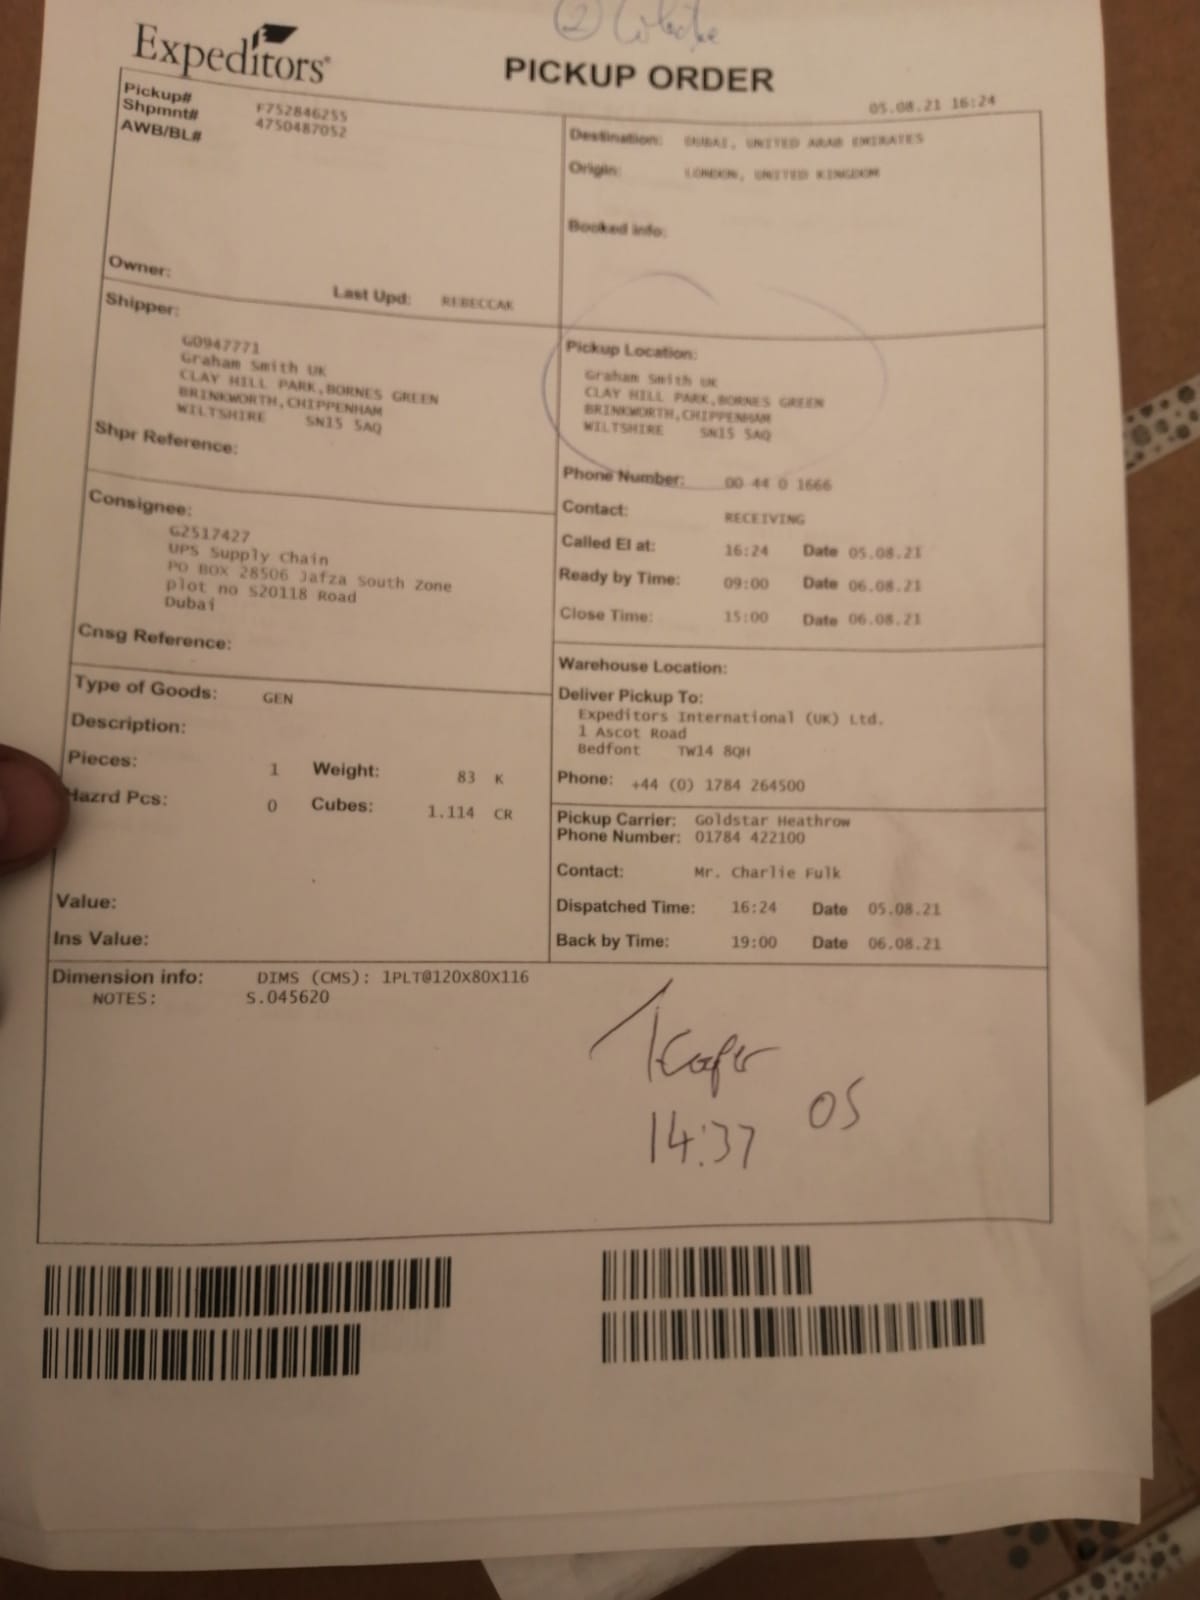 Expeditors
PICKUP ORDER
05.08.21 16:24
Pickup# F752846255
Shpmnt# 4750487052
AWB/BL#
Owner:
Last Upd: REBECCAK
Destination: DUBAI, UNITED ARAB EMIRATES
Origin: LONDON, UNITED KINGDOM
Booked info:
Shipper:
G0947771
Graham Smith UK
CLAY HILL PARK,BORNES GREEN
BRINKWORTH,CHIPPENHAM
WILTSHIRE SN15 5AQ
Shpr Reference:
Pickup Location:
Graham Smith UK
CLAY HILL PARK,BORNES GREEN
BRINKWORTH,CHIPPENHAM
WILTSHIRE SN15 5AQ
Phone Number: 00 44 0 1666
Contact: RECEIVING
Called EI at: 16:24 Date 05.08.21
Ready by Time: 09:00 Date 06.08.21
Close Time: 15:00 Date 06.08.21
Consignee:
G2517427
UPS Supply Chain
PO BOX 28506 Jafza South Zone
plot no S20118 Road
Dubai
Cnsg Reference:
Warehouse Location:
Deliver Pickup To:
Expeditors International (UK) Ltd.
1 Ascot Road
Bedfont TW14 8QH
Phone: +44 (0) 1784 264500
Type of Goods: GEN
Description:
Pieces: 1 Weight: 83 K
Hazrd Pcs: 0 Cubes: 1.114 CR
Value:
Ins Value:
Pickup Carrier: Goldstar Heathrow
Phone Number: 01784 422100
Contact: Mr. Charlie Fulk
Dispatched Time: 16:24 Date 05.08.21
Back by Time: 19:00 Date 06.08.21
Dimension info: DIMS (CMS): 1PLT@120X80X116
NOTES: S.045620
14:37 OS